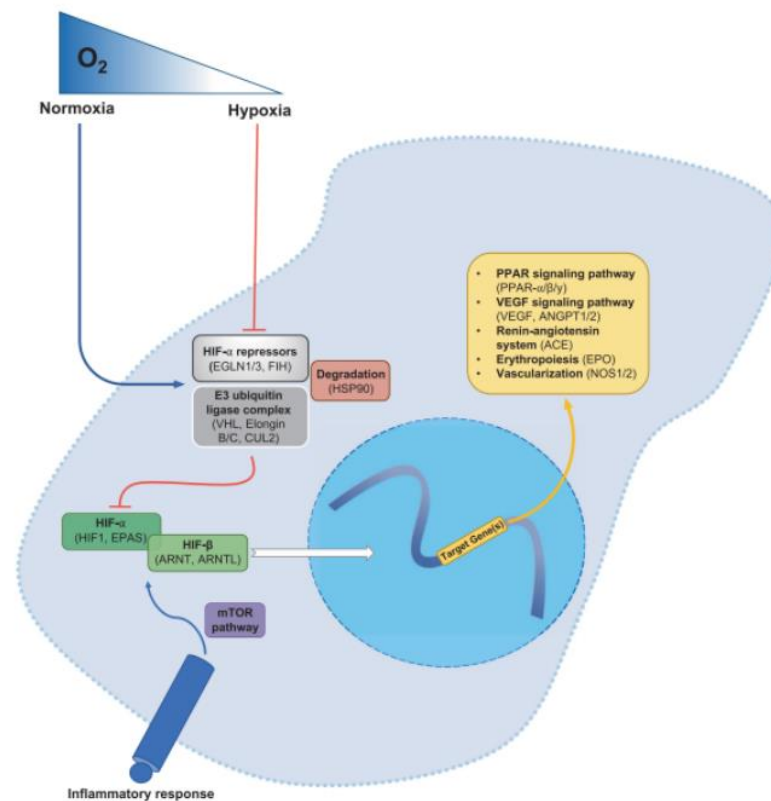 O2
Normoxia
Hypoxia
• PPAR signaling pathway
(PPAR-α/β/y)
• VEGF signaling pathway
(VEGF, ANGPT1/2)
• Renin-angiotensin
system (ACE)
• Erythropoiesis (EPO)
• Vascularization (NOS1/2)
HIF-α repressors
(EGLN1/3, FIH)
Degradation
(HSP90)
E3 ubiquitin
ligase complex
(VHL, Elongin
B/C, CUL2)
HIF-α
(HIF1, EPAS)
HIF-β
(ARNT, ARNTL)
Target Gene(s)
mTOR
pathway
Inflammatory response